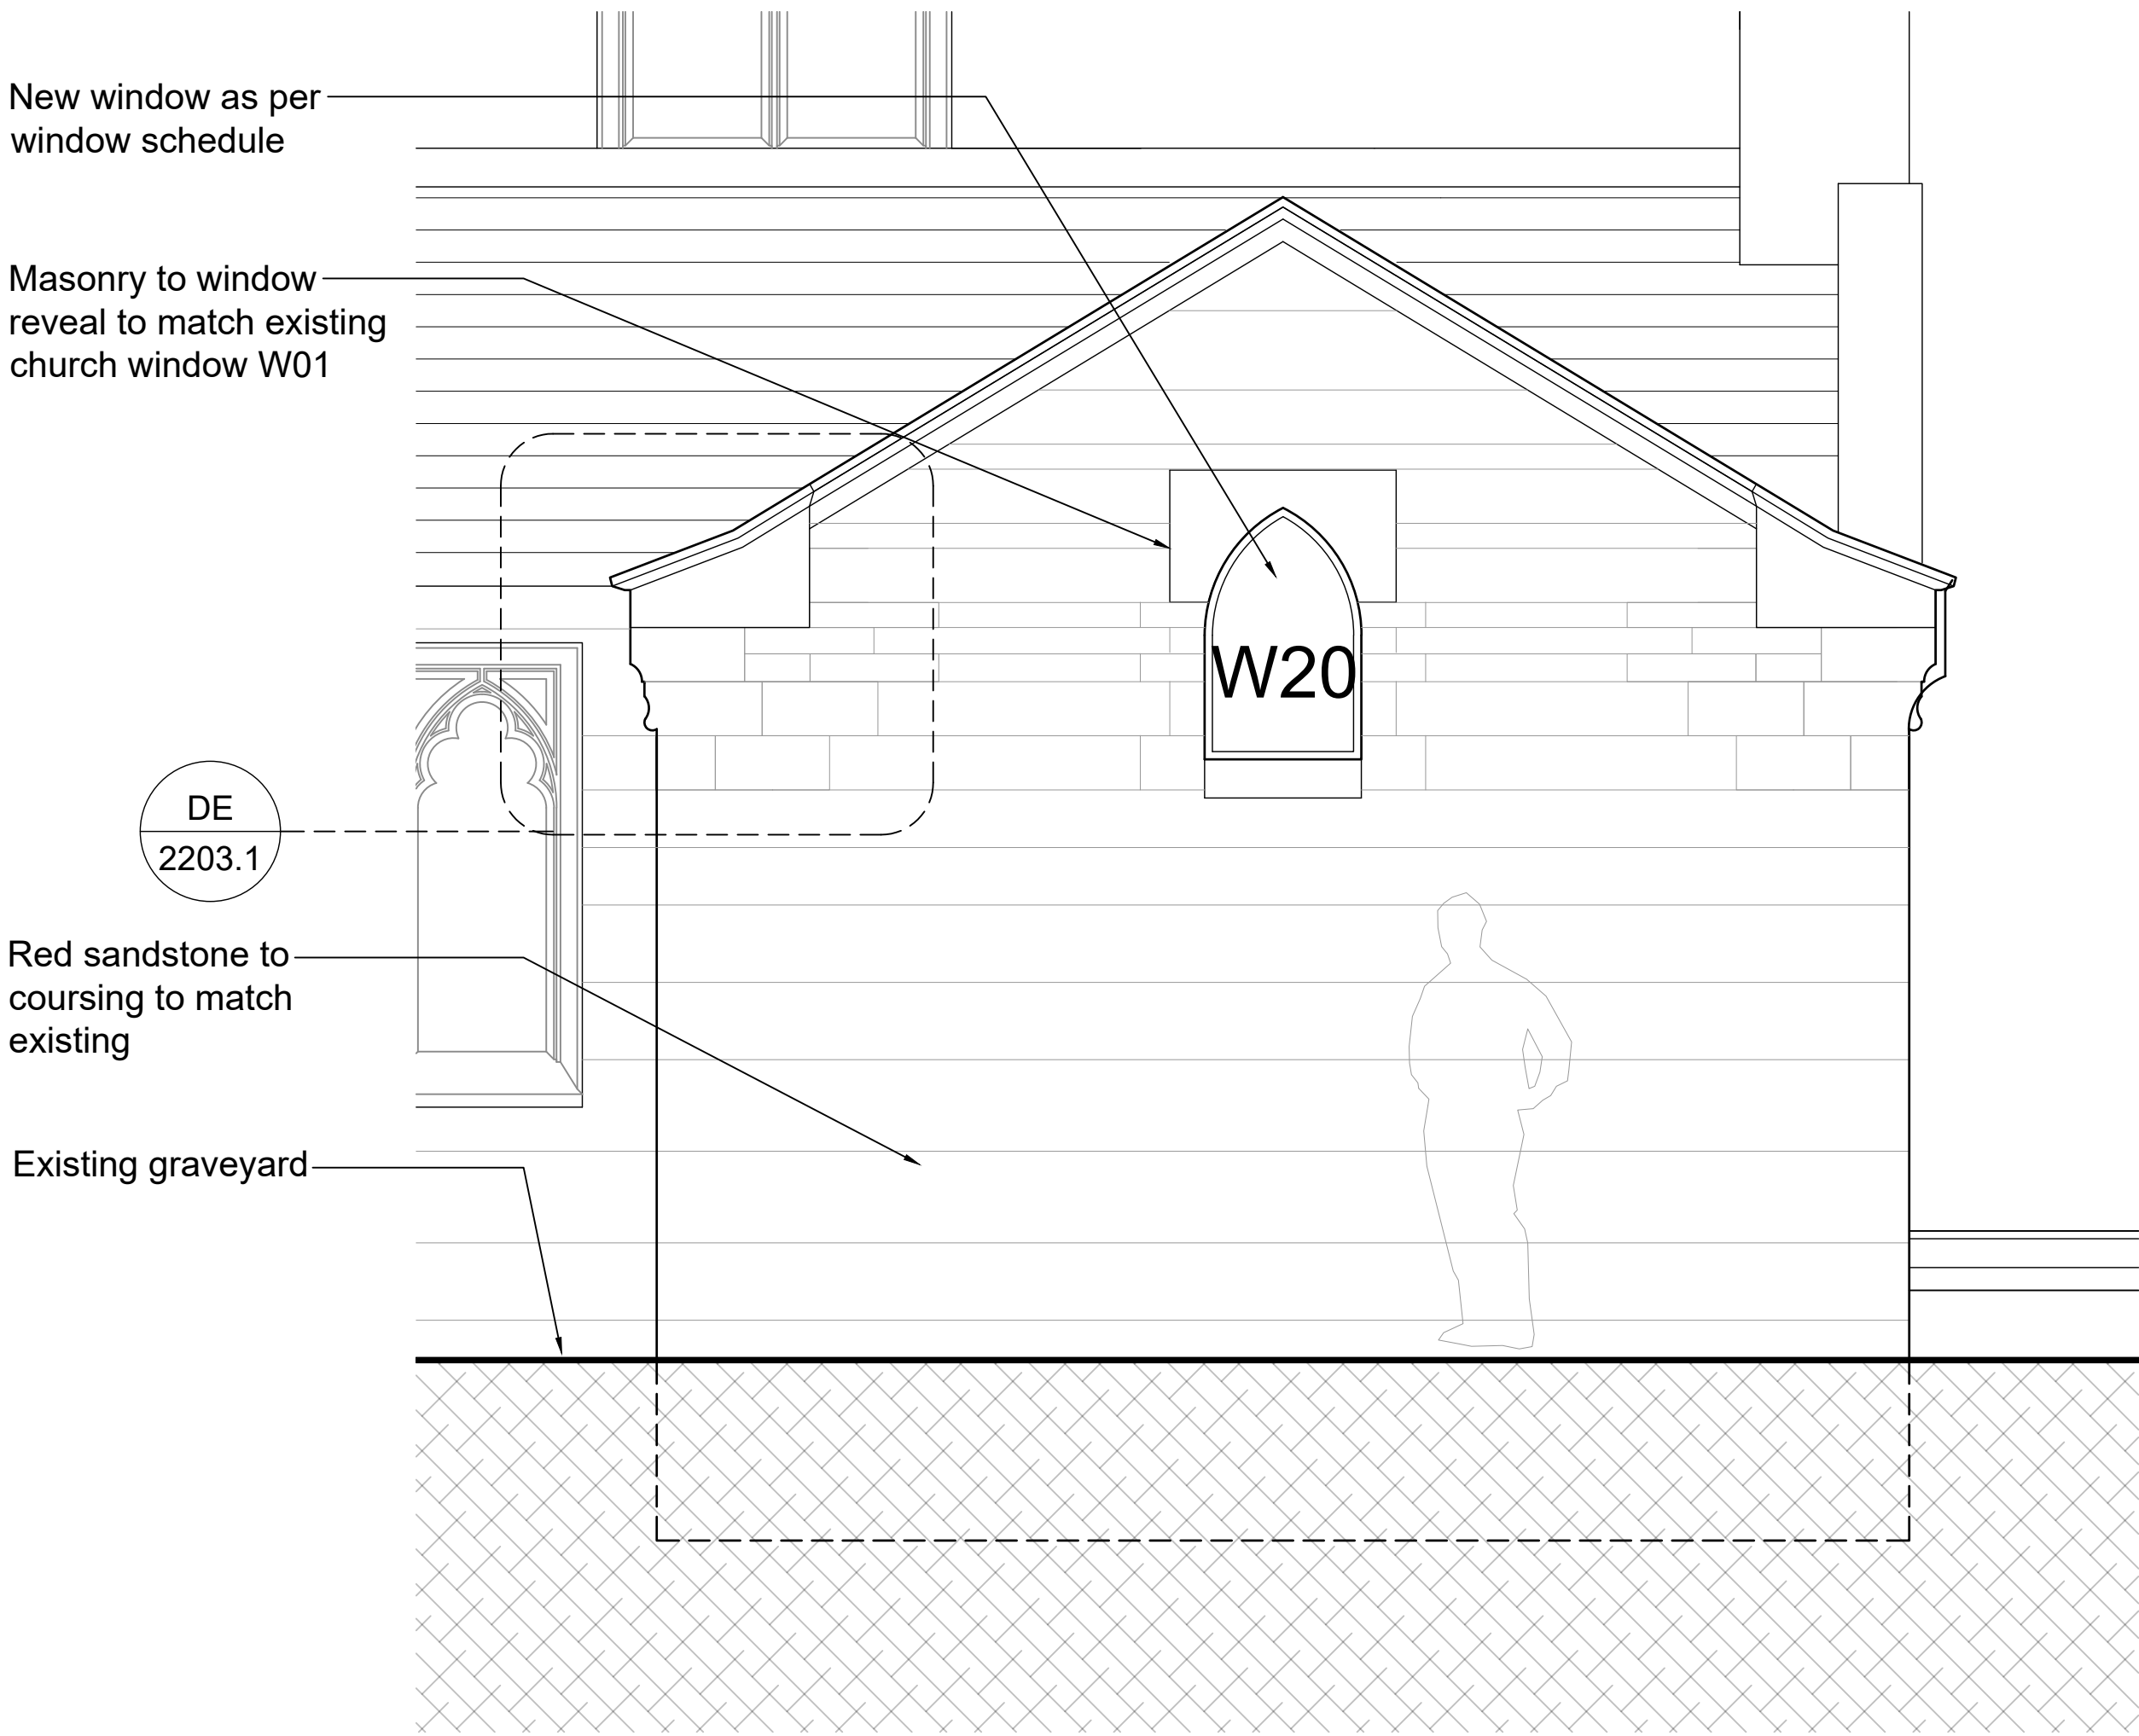 New window as per
window schedule
Masonry to window
reveal to match existing
church window W01
W20
DE
2203.1
Red sandstone to
coursing to match
existing
Existing graveyard